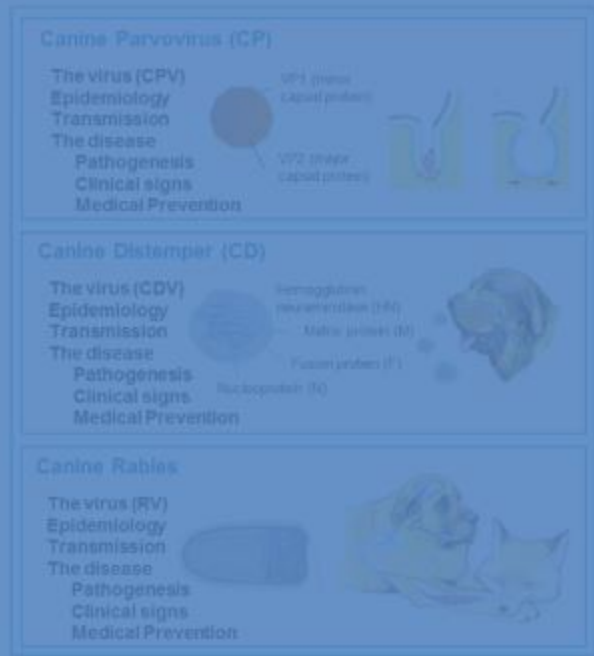 Canine Parvovirus (CP)
The virus (CPV)
Epidemiology
Transmission
The disease
Pathogenesis
Clinical signs
Medical Prevention
VP1 (minor
capsid protein)
VP2 (major
capsid protein)
Canine Distemper (CD)
The virus (CDV)
Epidemiology
Transmission
The disease
Pathogenesis
Clinical signs
Medical Prevention
Hemagglutinin
neuraminidase (HN)
Matrix protein (M)
Fusion protein (F)
Nucleoprotein (N)
Canine Rabies
The virus (RV)
Epidemiology
Transmission
The disease
Pathogenesis
Clinical signs
Medical Prevention